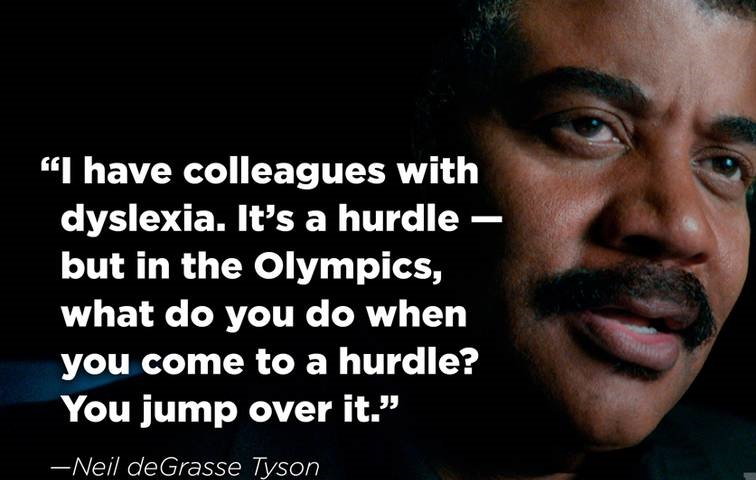 “I have colleagues with
dyslexia. It’s a hurdle —
but in the Olympics,
what do you do when
you come to a hurdle?
You jump over it.”
—Neil deGrasse Tyson